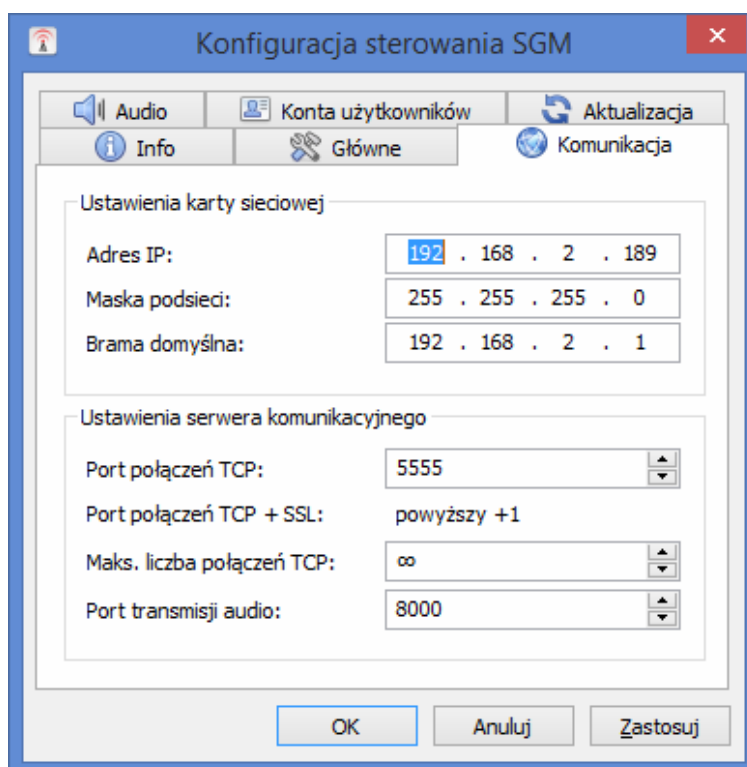 Konfiguracja sterowania SGM
Audio
Konta użytkowników
Aktualizacja
Info
Główne
Komunikacja
Ustawienia karty sieciowej
Adres IP: 192 . 168 . 2 . 189
Maska podsieci: 255 . 255 . 255 . 0
Brama domyślna: 192 . 168 . 2 . 1
Ustawienia serwera komunikacyjnego
Port połączeń TCP: 5555
Port połączeń TCP + SSL: powyższy +1
Maks. liczba połączeń TCP: ∞
Port transmisji audio: 8000
OK
Anuluj
Zastosuj